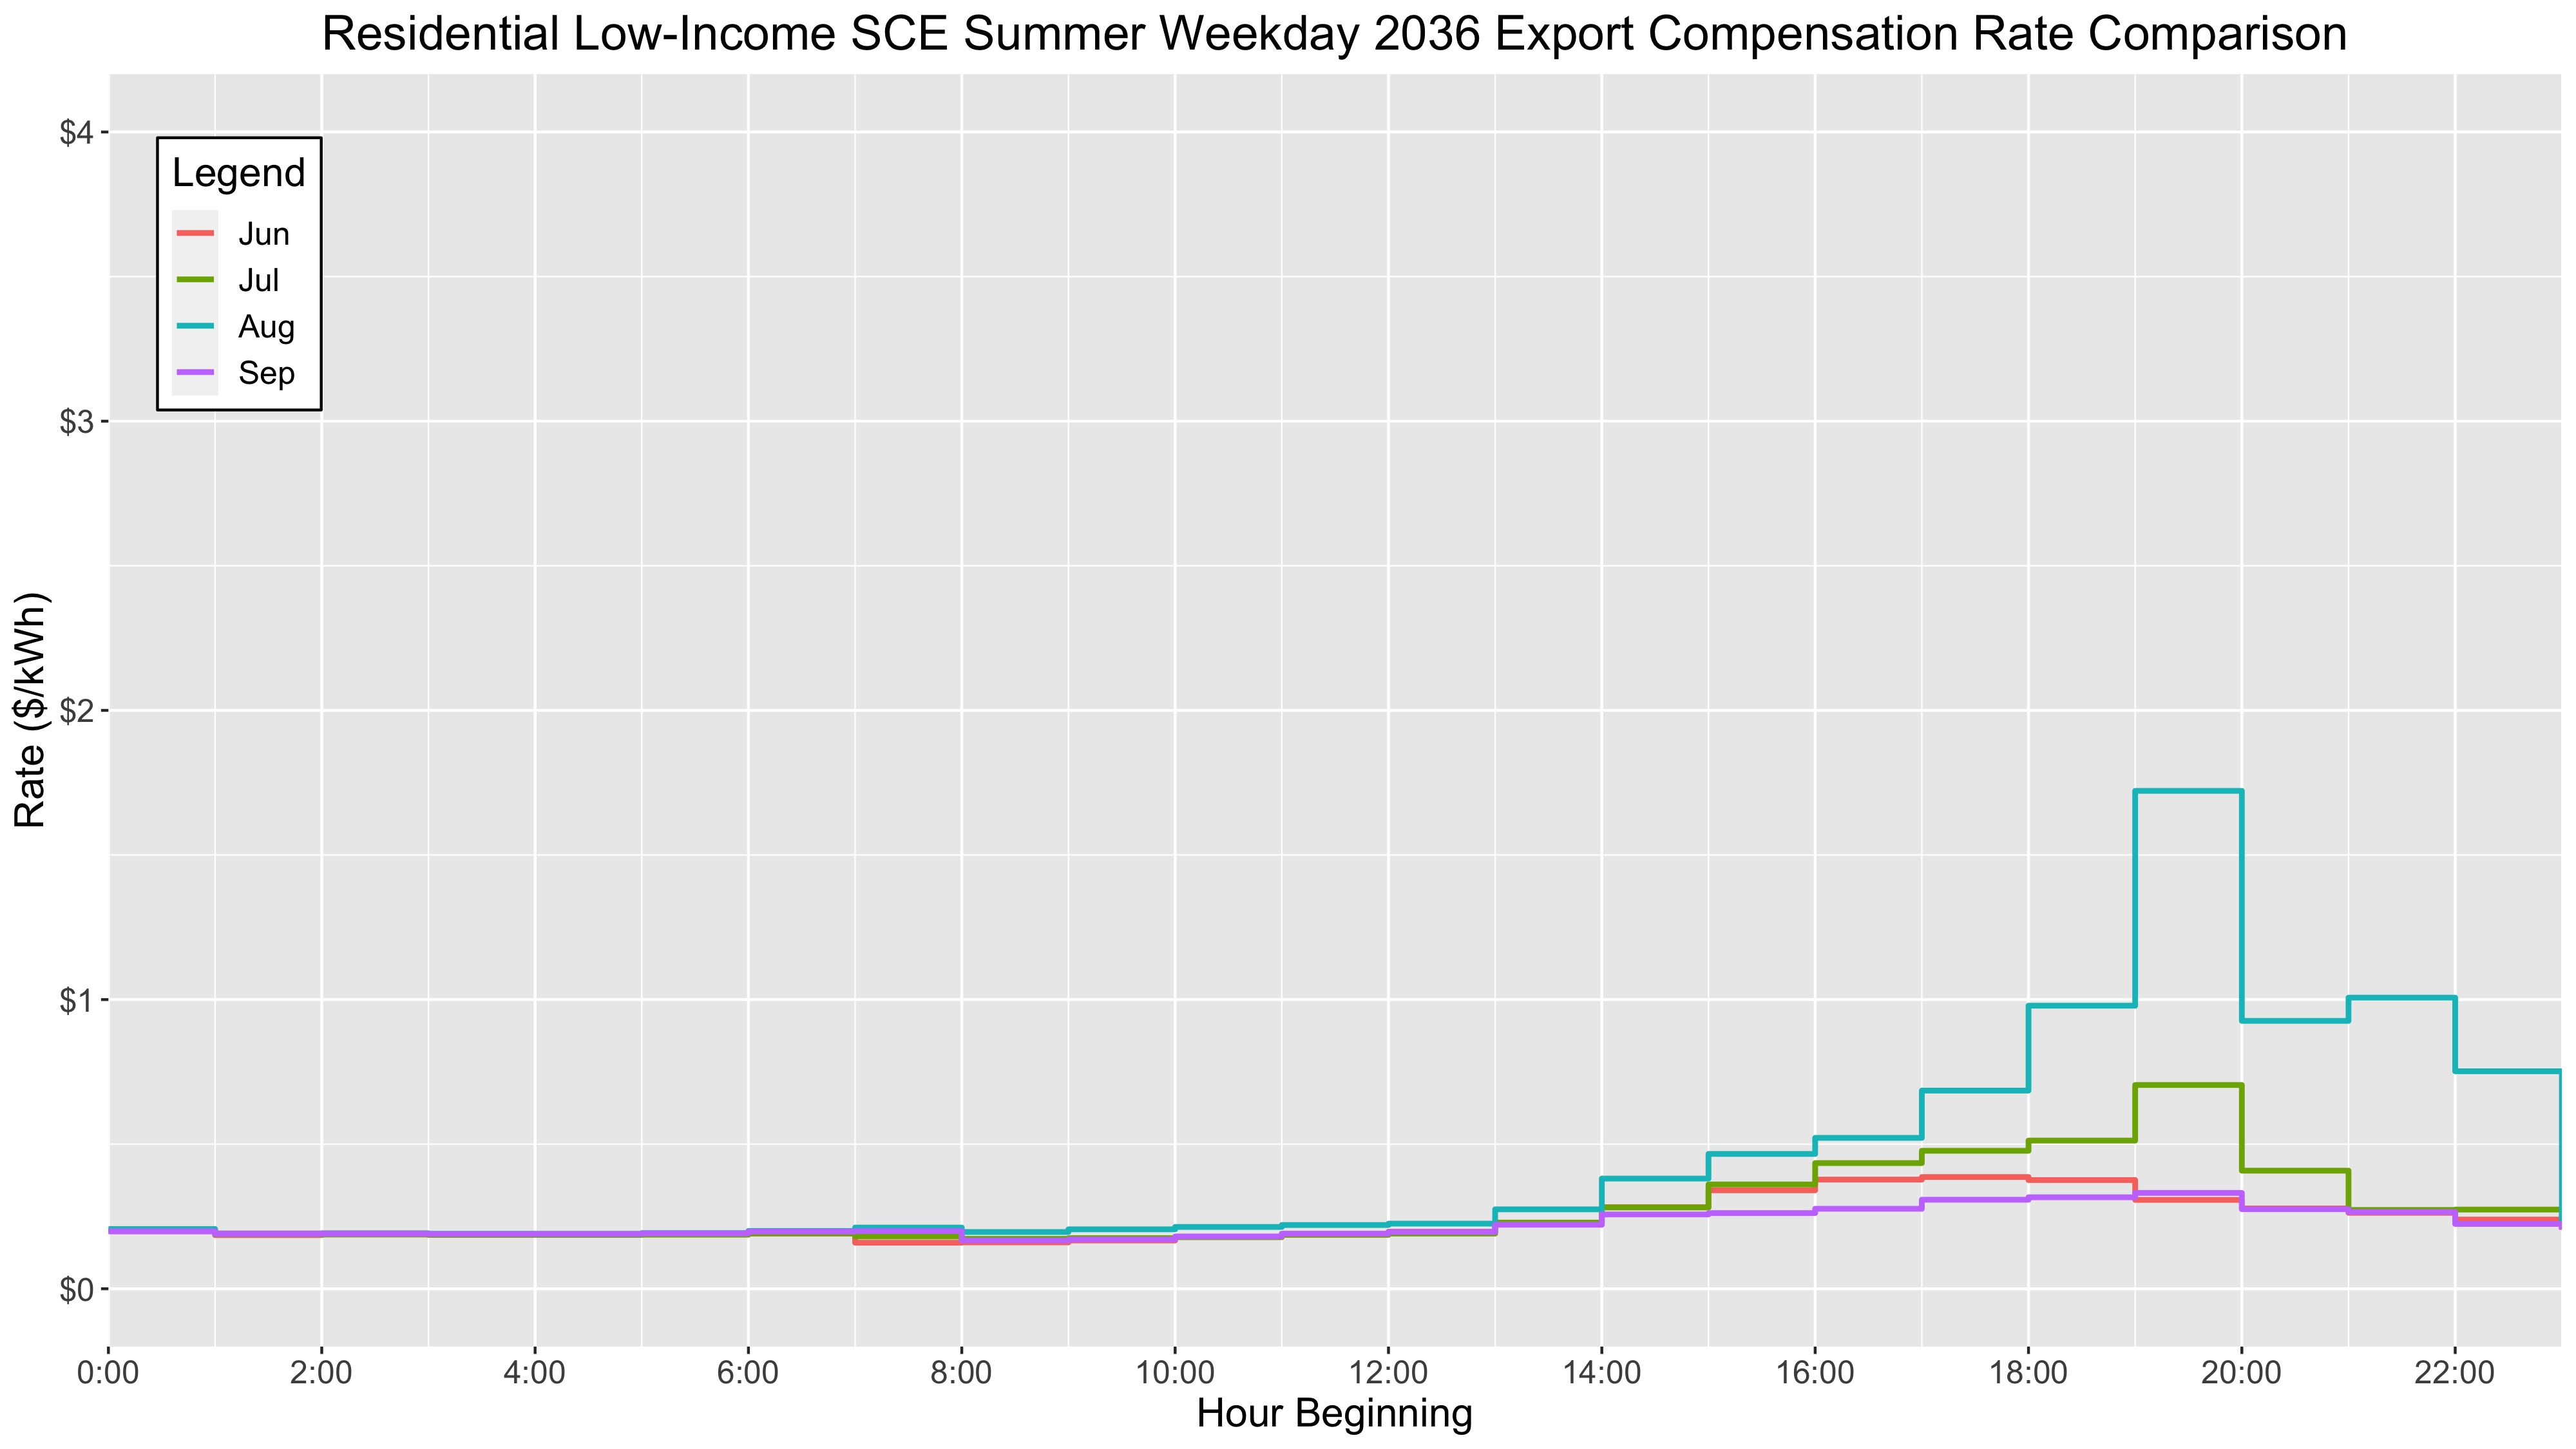 Residential Low-Income SCE Summer Weekday 2036 Export Compensation Rate Comparison
$4
Legend
Jun
Jul
Aug
Sep
$3
Rate ($/kWh)
$2
$1
$0
0:00 2:00 4:00 6:00 8:00 10:00 12:00 14:00 16:00 18:00 20:00 22:00
Hour Beginning